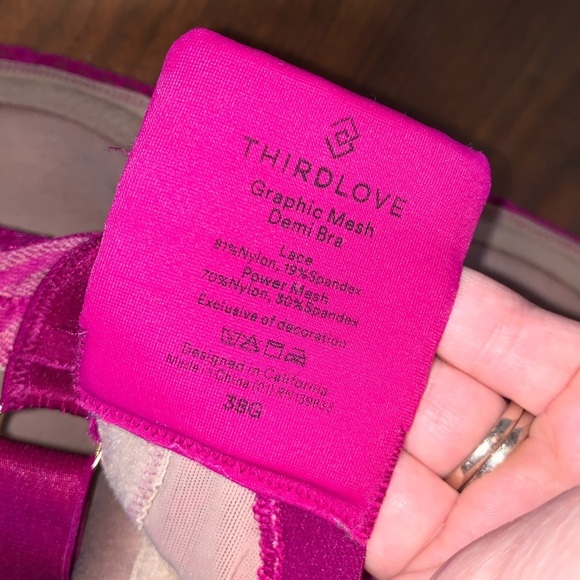 THIRDLOVE
Graphic Mesh
Demi Bra
Lace
81%Nylon, 19%Spandex
Power Mesh
70%Nylon, 30%Spandex
Exclusive of decoration
Designed in California
Made in China
38G